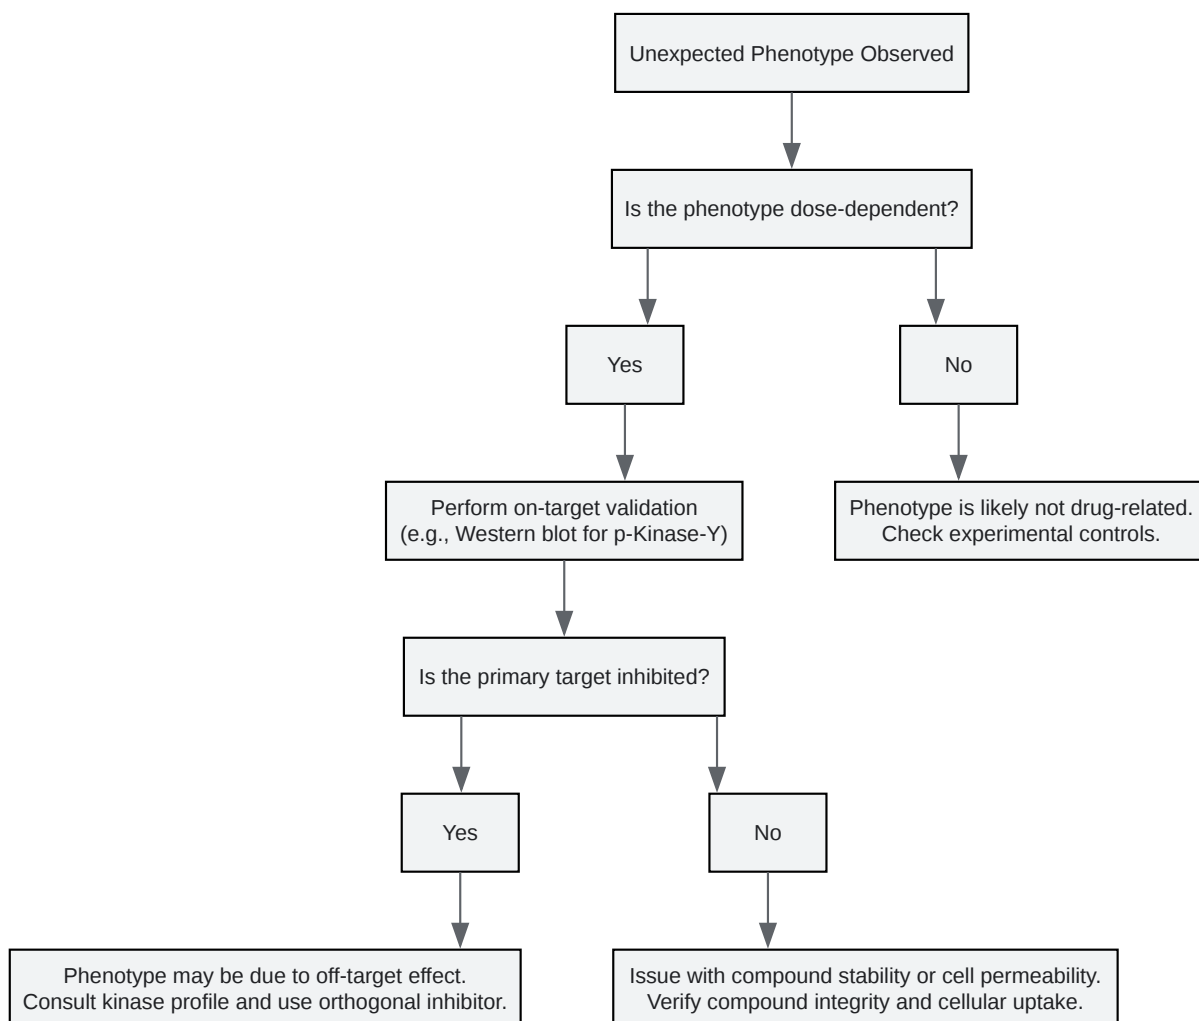 Unexpected Phenotype Observed
Is the phenotype dose-dependent?
Yes
No
Perform on-target validation
(e.g., Western blot for p-Kinase-Y)
Phenotype is likely not drug-related.
Check experimental controls.
Is the primary target inhibited?
Yes
No
Phenotype may be due to off-target effect.
Consult kinase profile and use orthogonal inhibitor.
Issue with compound stability or cell permeability.
Verify compound integrity and cellular uptake.